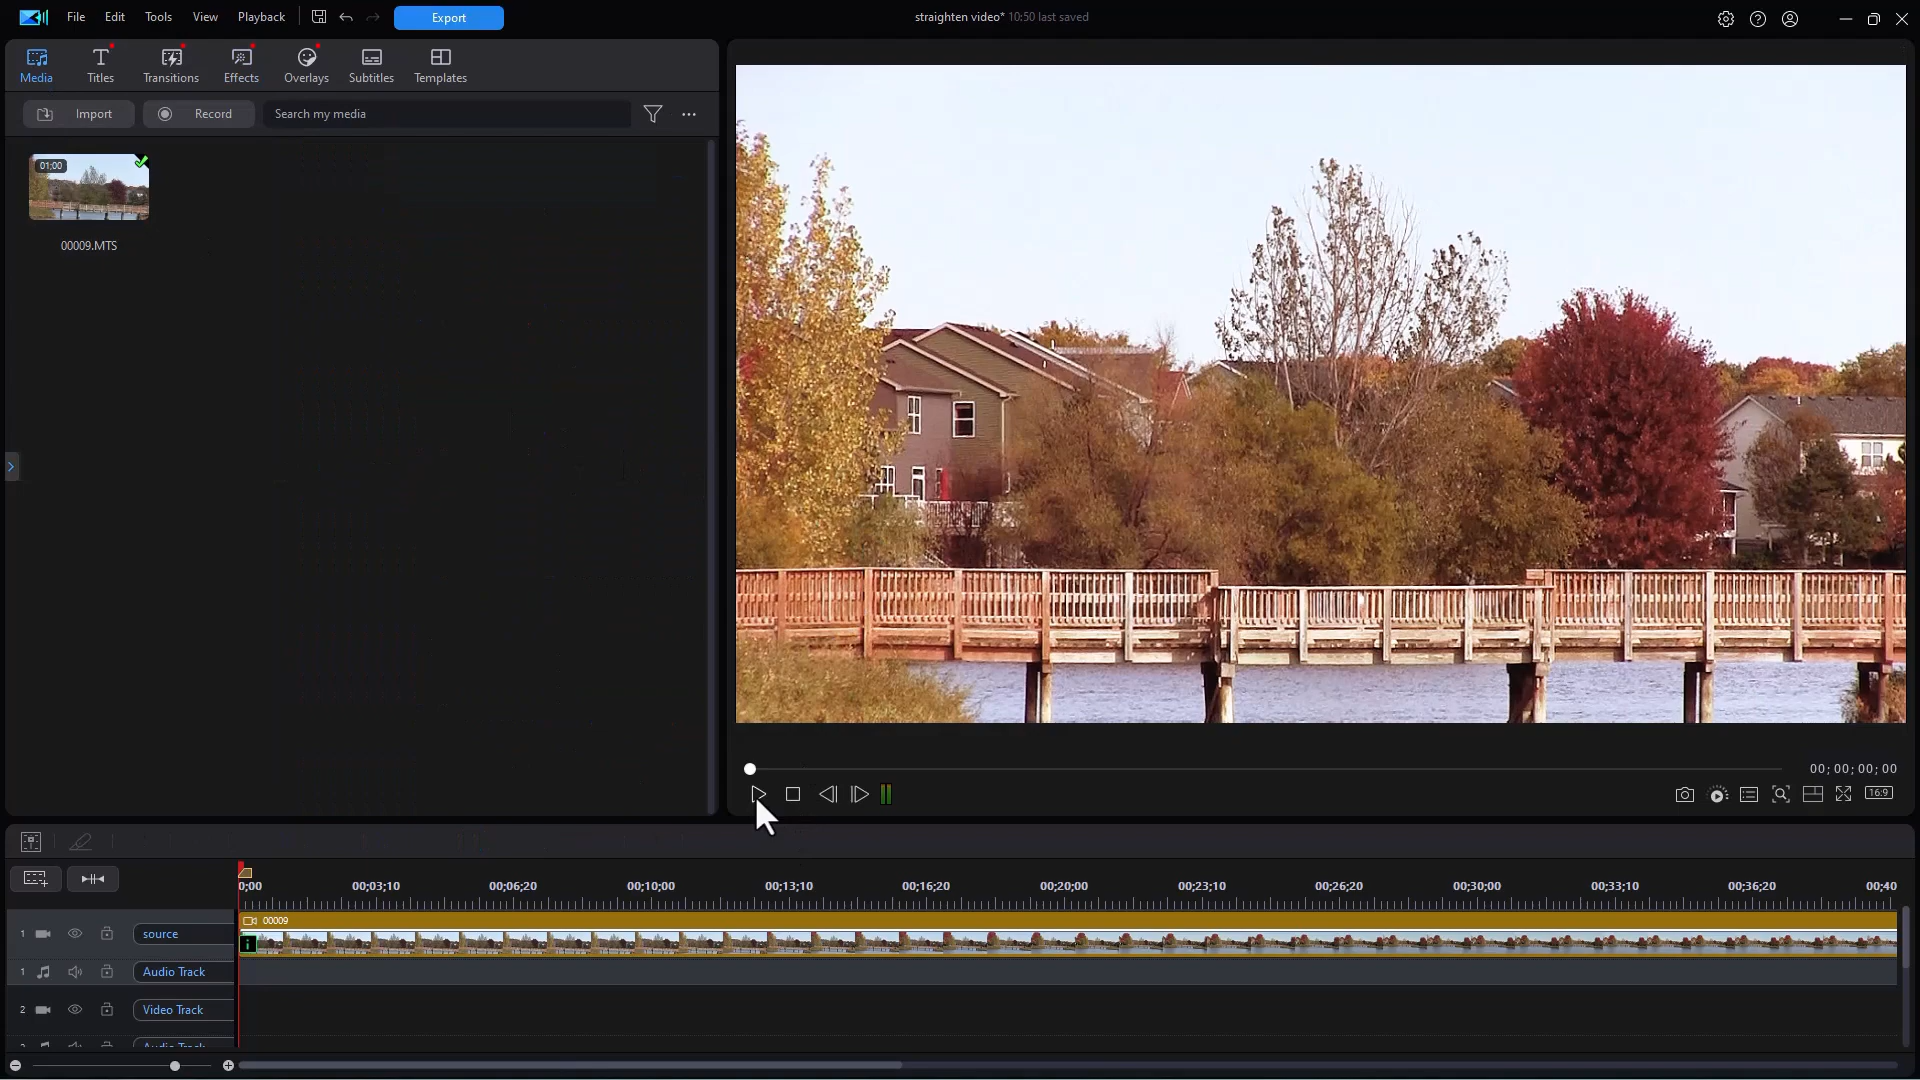 File Edit Tools View Playback Export straighten video* 10:50 last saved
Media Titles Transitions Effects Overlays Subtitles Templates
Import Record Search my media
01:00
00009.MTS
00;00;00;00
16:9
0;00 00;03;10 00;06;20 00;10;00 00;13;10 00;16;20 00;20;00 00;23;10 00;26;20 00;30;00 00;33;10 00;36;20 00;40
00009
1 source
i
1 Audio Track
2 Video Track
2 Audio Track